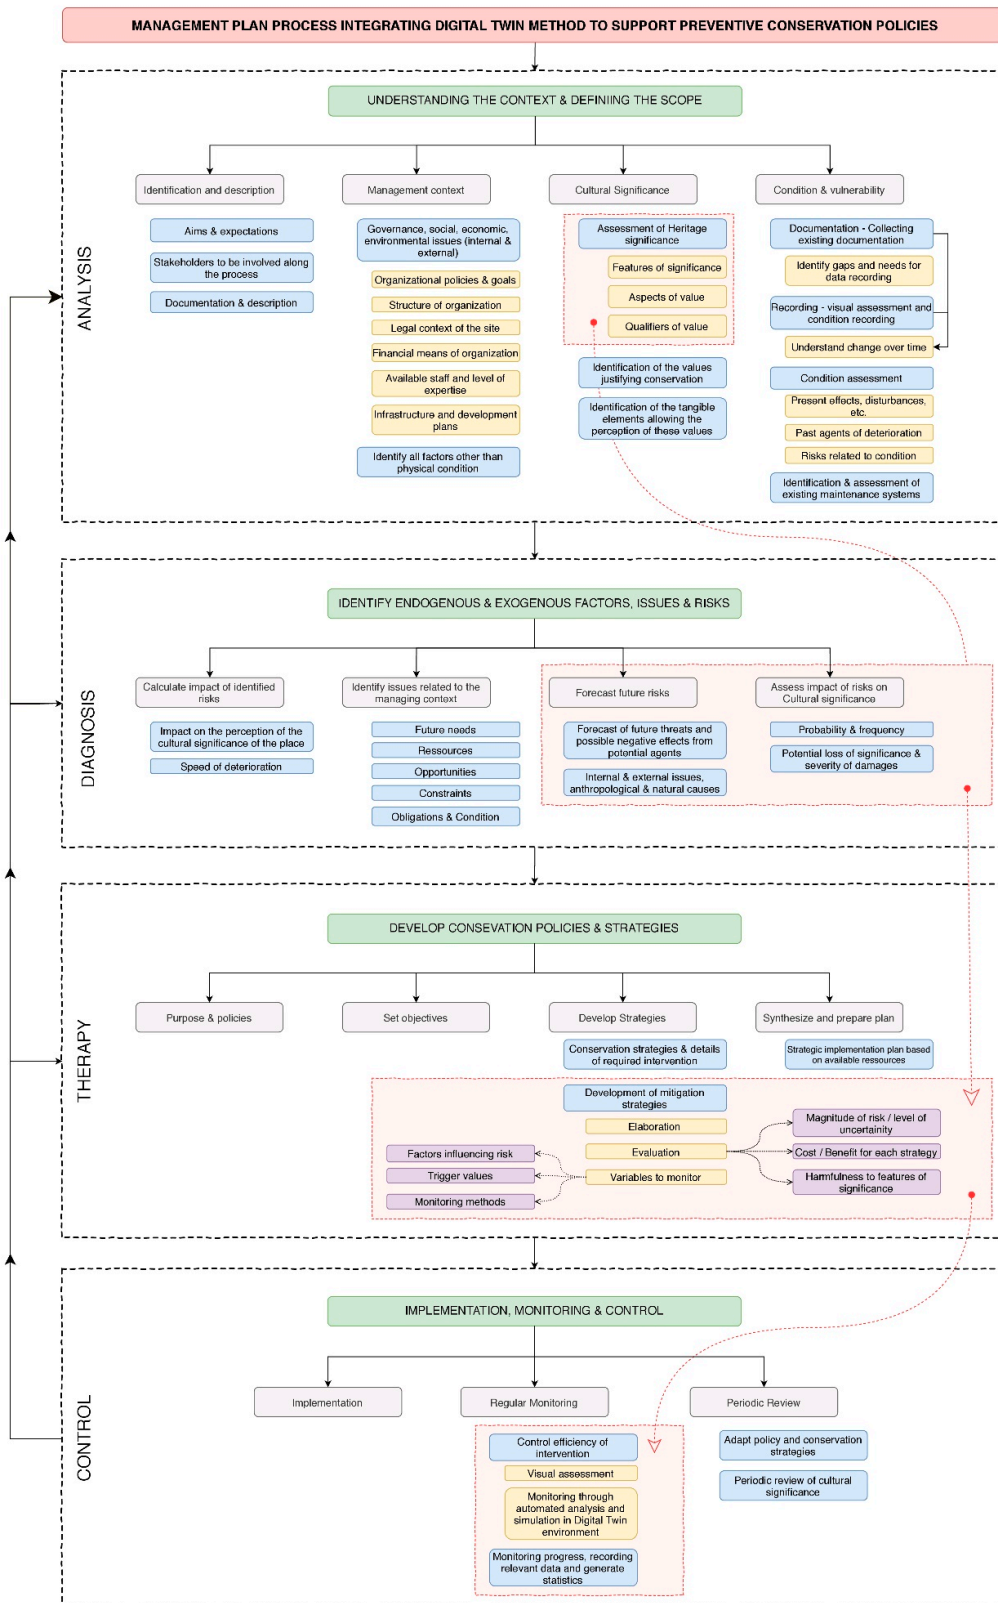 MANAGEMENT PLAN PROCESS INTEGRATING DIGITAL TWIN METHOD TO SUPPORT PREVENTIVE CONSERVATION POLICIES
ANALYSIS
UNDERSTANDING THE CONTEXT & DEFINIING THE SCOPE
Identification and description
Aims & expectations
Stakeholders to be involved along
the process
Documentation & description
Management context
Governance, social, economic,
environmental issues (internal &
external)
Organizational policies & goals
Structure of organization
Legal context of the site
Financial means of organization
Available staff and level of
expertise
Infrastructure and development
plans
Identify all factors other than
physical condition
Cultural Significance
Assessment of Heritage
significance
Features of significance
Aspects of value
Qualifiers of value
Identification of the values
justifying conservation
Identification of the tangible
elements allowing the
perception of these values
Condition & vulnerability
Documentation - Collecting
existing documentation
Identify gaps and needs for
data recording
Recording - visual assessment and
condition recording
Understand change over time
Condition assessment
Present effects, disturbances,
etc.
Past agents of deterioration
Risks related to condition
Identification & assessment of
existing maintenance systems
DIAGNOSIS
IDENTIFY ENDOGENOUS & EXOGENOUS FACTORS, ISSUES & RISKS
Calculate impact of identified
risks
Impact on the perception of the
cultural significance of the place
Speed of deterioration
Identify issues related to the
managing context
Future needs
Ressources
Opportunities
Constraints
Obligations & Condition
Forecast future risks
Forecast of future threats and
possible negative effects from
potential agents
Internal & external issues,
anthropological & natural causes
Assess impact of risks on
Cultural significance
Probability & frequency
Potential loss of significance &
severity of damages
THERAPY
DEVELOP CONSEVATION POLICIES & STRATEGIES
Purpose & policies
Set objectives
Develop Strategies
Conservation strategies & details
of required intervention
Development of mitigation
strategies
Elaboration
Evaluation
Variables to monitor
Factors influencing risk
Trigger values
Monitoring methods
Synthesize and prepare plan
Strategic implementation plan based
on available ressources
Magnitude of risk / level of
uncertainity
Cost / Benefit for each strategy
Harmfulness to features of
significance
CONTROL
IMPLEMENTATION, MONITORING & CONTROL
Implementation
Regular Monitoring
Control efficiency of
intervention
Visual assessment
Monitoring through
automated analysis and
simulation in Digital Twin
environment
Monitoring progress, recording
relevant data and generate
statistics
Periodic Review
Adapt policy and conservation
strategies
Periodic review of cultural
significance